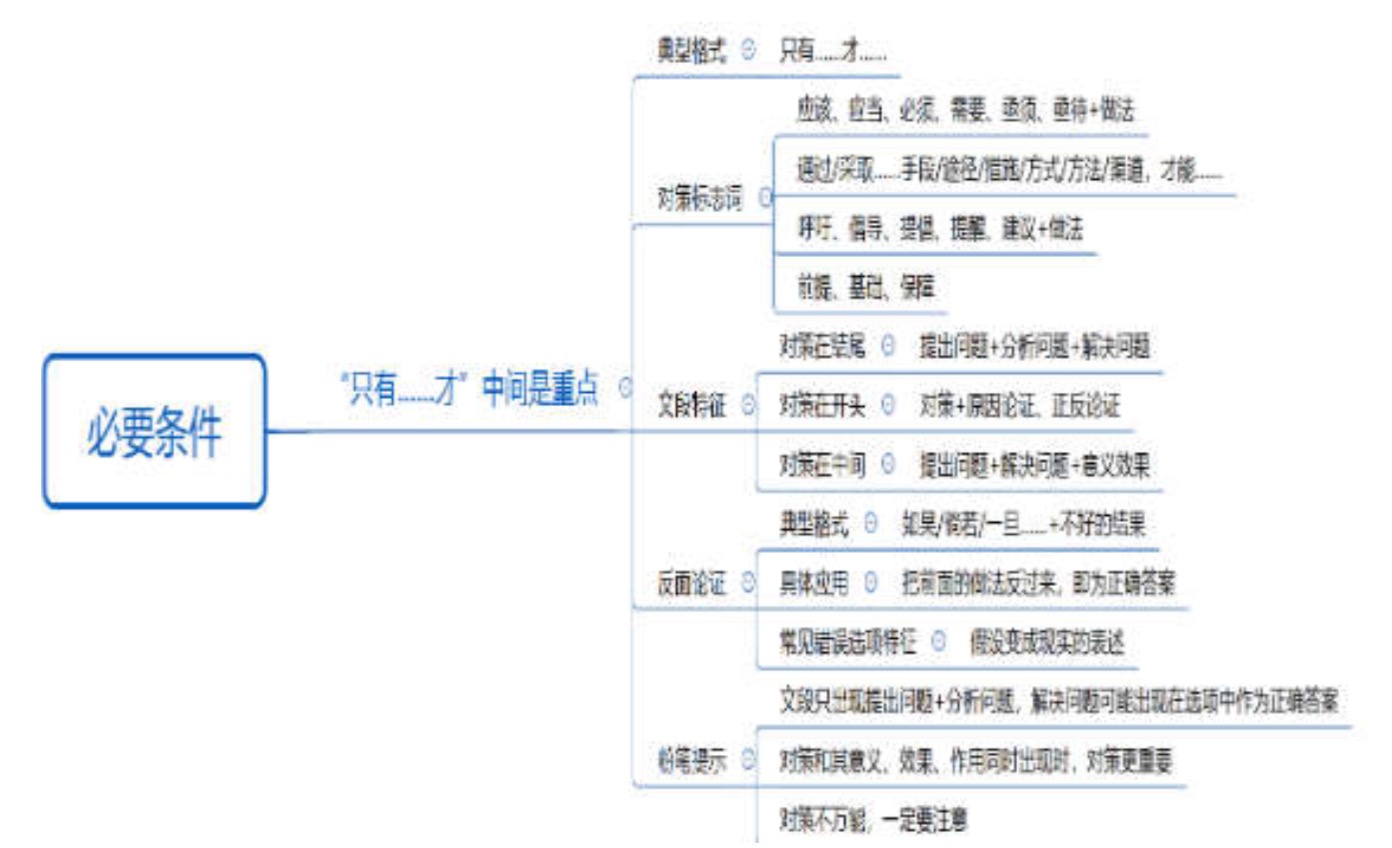 典型格式 只有……才……
应该、应当、必须、需要、亟须、亟待+做法
通过/采取……手段/途径/措施/方式/方法/渠道，才能……
对策标志词
呼吁、倡导、提倡、提醒、建议+做法
前提、基础、保障
对策在结尾 提出问题+分析问题+解决问题
必要条件
“只有……才”中间是重点
文段特征
对策在开头 对策+原因论证、正反论证
对策在中间 提出问题+解决问题+意义效果
典型格式 如果/倘若/一旦……+不好的结果
反面论证
具体应用 把前面的做法反过来，即为正确答案
常见错误选项特征 假设变成现实的表述
文段只出现提出问题+分析问题，解决问题可能出现在选项中作为正确答案
粉笔提示
对策和其意义、效果、作用同时出现时，对策更重要
对策不万能，一定要注意